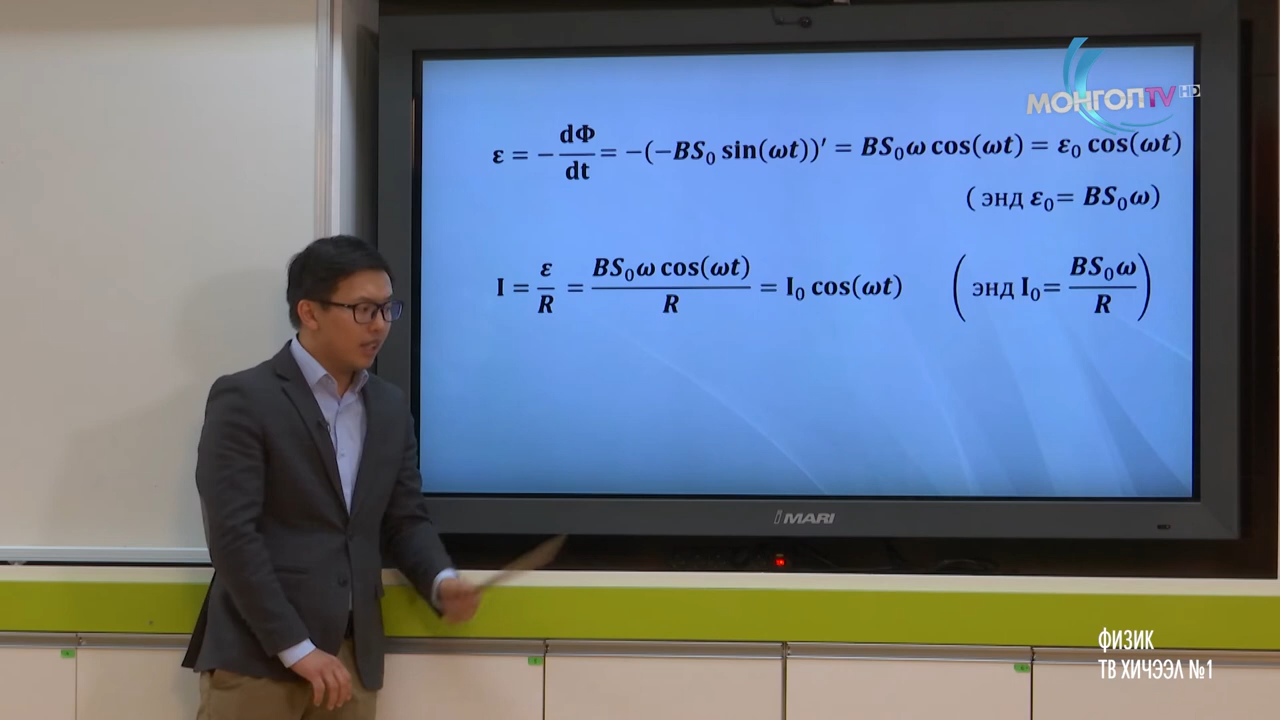 МОНГОЛ TV HD
ε = − dΦ/dt = −(−BS₀ sin(ωt))′ = BS₀ω cos(ωt) = ε₀ cos(ωt)
( энд ε₀= BS₀ω)
I = ε/R = BS₀ω cos(ωt)/R = I₀ cos(ωt) ( энд I₀= BS₀ω/R )
iMARI
ФИЗИК
ТВ ХИЧЭЭЛ №1